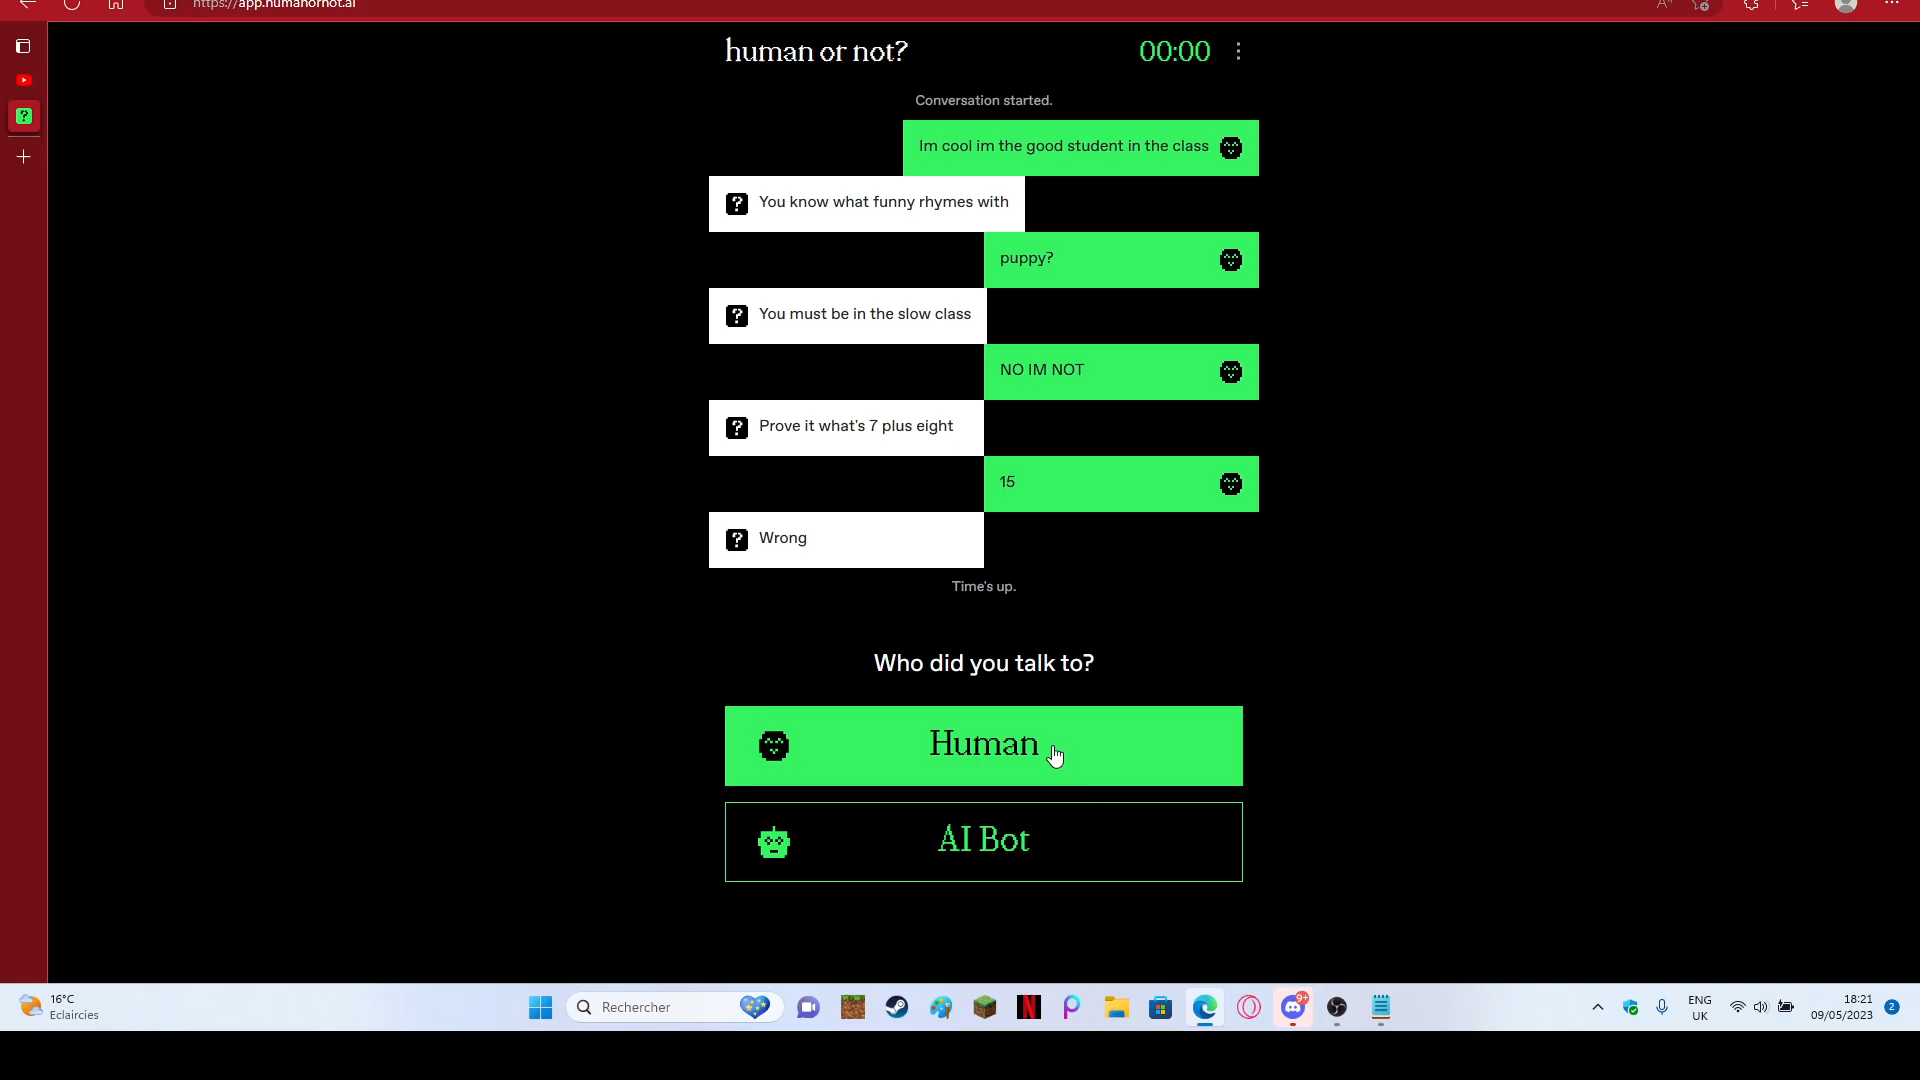 https://app.humanornot.ai
human or not?
00:00
Conversation started.
Im cool im the good student in the class
You know what funny rhymes with
puppy?
You must be in the slow class
NO IM NOT
Prove it what's 7 plus eight
15
Wrong
Time's up.
Who did you talk to?
Human
AI Bot
16°C
Eclaircies
Rechercher
9+
ENG
UK
18:21
09/05/2023
2